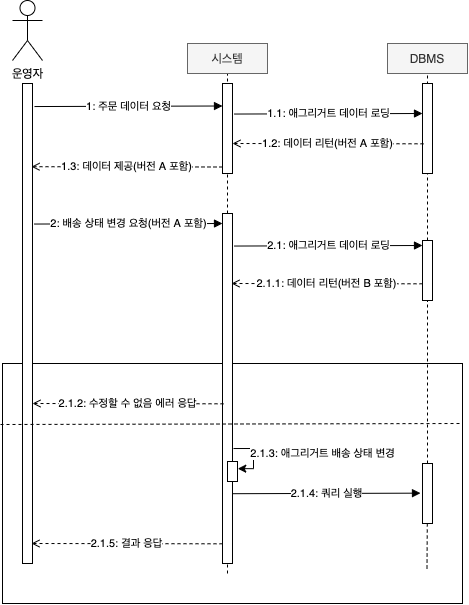 시스템
DBMS
운영자
1: 주문 데이터 요청
1.1: 애그리거트 데이터 로딩
1.2: 데이터 리턴(버전 A 포함)
1.3: 데이터 제공(버전 A 포함)
2: 배송 상태 변경 요청(버전 A 포함)
2.1: 애그리거트 데이터 로딩
2.1.1: 데이터 리턴(버전 B 포함)
2.1.2: 수정할 수 없음 에러 응답
2.1.3: 애그리거트 배송 상태 변경
2.1.4: 쿼리 실행
2.1.5: 결과 응답